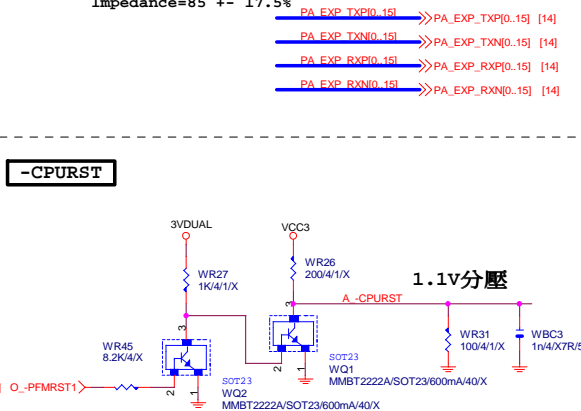 Impedance=85 +- 17.5%
PA_EXP_TXP[0..15] PA_EXP_TXP[0..15] [14]
PA_EXP_TXN[0..15] PA_EXP_TXN[0..15] [14]
PA_EXP_RXP[0..15] PA_EXP_RXP[0..15] [14]
PA_EXP_RXN[0..15] PA_EXP_RXN[0..15] [14]
-CPURST
3VDUAL
VCC3
WR27
1K/4/1/X
WR26
200/4/1/X
1.1V分壓
A_-CPURST
3
3
WR45
8.2K/4/X
WR31
100/4/1/X
WBC3
1n/4/X7R/5
SOT23
WQ1
MMBT2222A/SOT23/600mA/40/X
2
1
O_-PFMRST1
2
1
SOT23
WQ2
MMBT2222A/SOT23/600mA/40/X